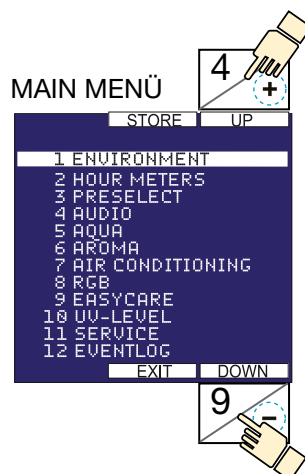 4
+
MAIN MENÜ
STORE UP
1 ENVIRONMENT
2 HOUR METERS
3 PRESELECT
4 AUDIO
5 AQUA
6 AROMA
7 AIR CONDITIONING
8 RGB
9 EASYCARE
10 UV-LEVEL
11 SERVICE
12 EVENTLOG
EXIT DOWN
9
–